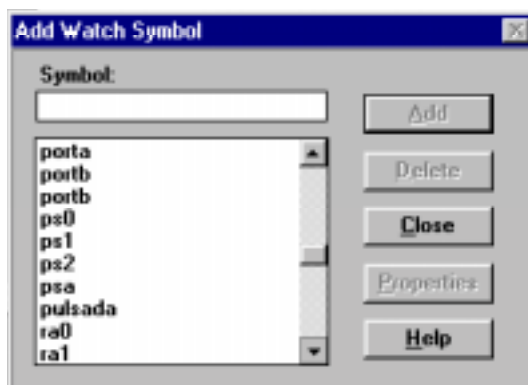 Add Watch Symbol
Symbol:
porta
portb
portb
ps0
ps1
ps2
psa
pulsada
ra0
ra1
Add
Delete
Close
Properties
Help